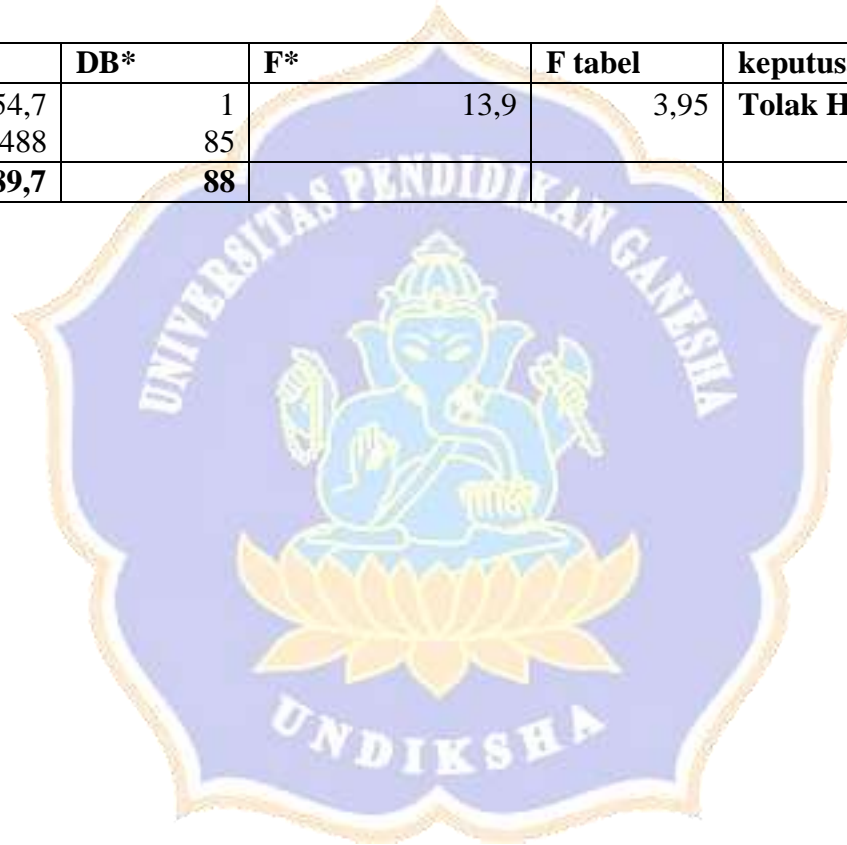 DB* F* F tabel keputus
54,7 1 13,9 3,95 Tolak H
488 85
39,7 88
UNIVERSITAS PENDIDIKAN GANESHA
UNDIKSHA